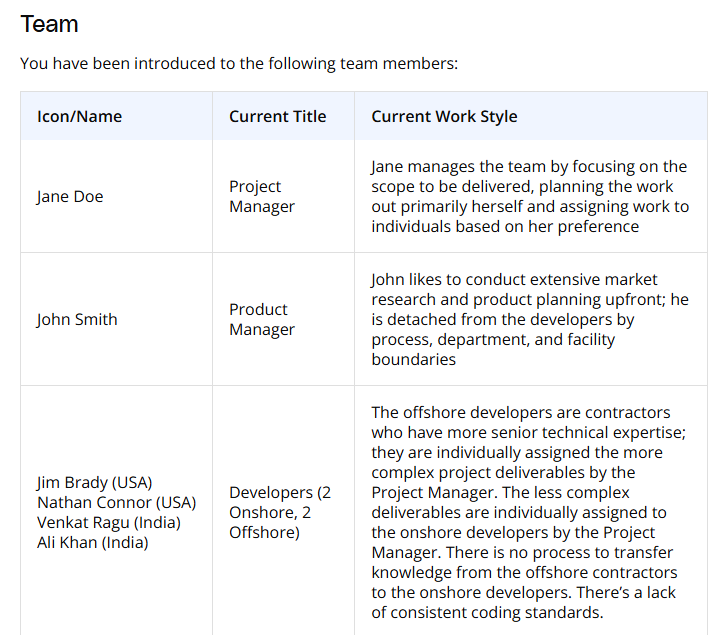 Team
You have been introduced to the following team members:
Icon/Name
Current Title
Current Work Style
Jane Doe
Project
Manager
Jane manages the team by focusing on the
scope to be delivered, planning the work
out primarily herself and assigning work to
individuals based on her preference
John Smith
Product
Manager
John likes to conduct extensive market
research and product planning upfront; he
is detached from the developers by
process, department, and facility
boundaries
Jim Brady (USA)
Nathan Connor (USA)
Venkat Ragu (India)
Ali Khan (India)
Developers (2
Onshore, 2
Offshore)
The offshore developers are contractors
who have more senior technical expertise;
they are individually assigned the more
complex project deliverables by the
Project Manager. The less complex
deliverables are individually assigned to
the onshore developers by the Project
Manager. There is no process to transfer
knowledge from the offshore contractors
to the onshore developers. There’s a lack
of consistent coding standards.